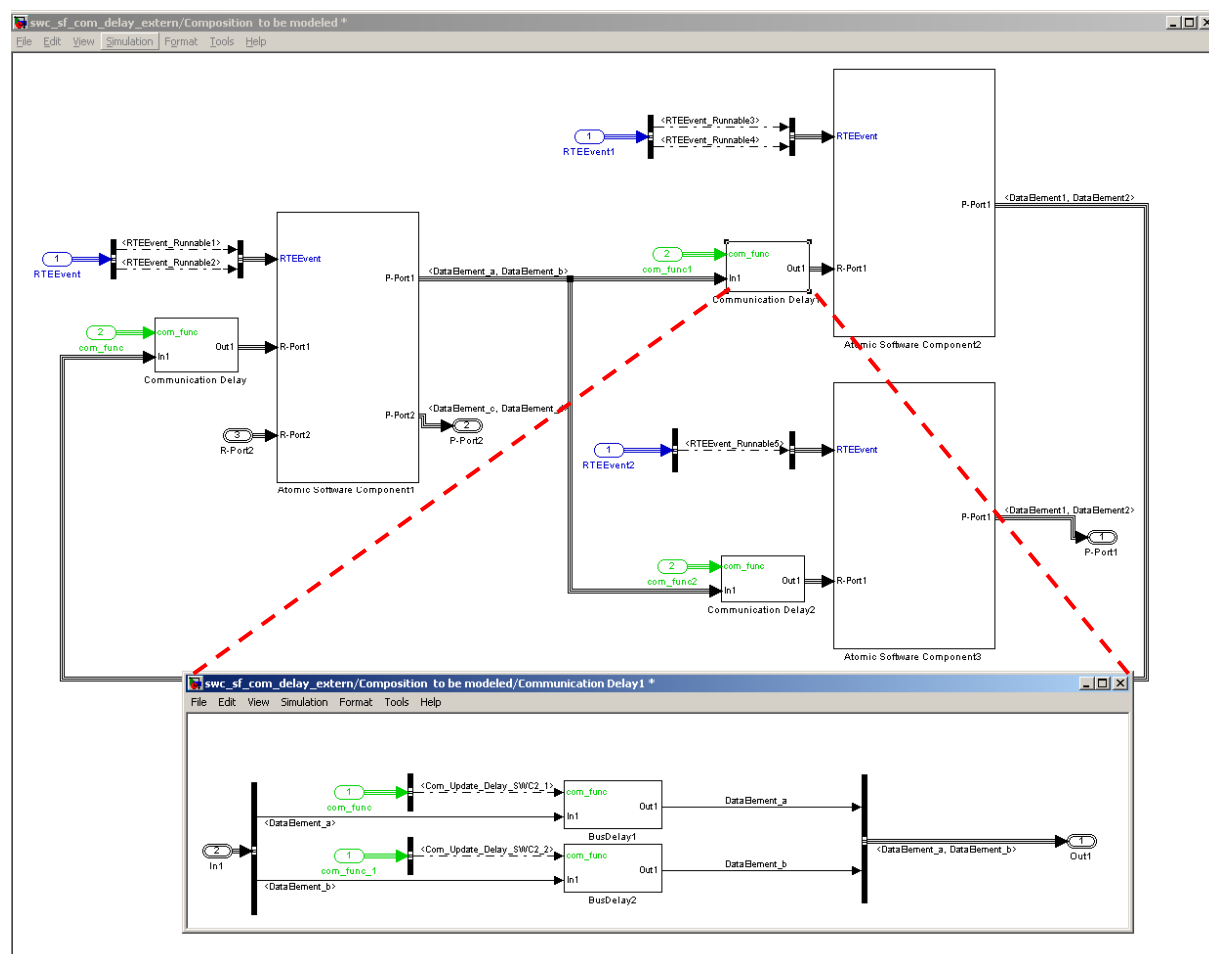 swc_sf_com_delay_extern/Composition to be modeled *
File Edit View Simulation Format Tools Help
<RTEEvent_Runnable3>
<RTEEvent_Runnable4>
1
RTEEvent1
RTEEvent
P-Port1
<DataElement1, DataElement2>
<RTEEvent_Runnable1>
<RTEEvent_Runnable2>
1
RTEEvent
RTEEvent
P-Port1
<DataElement_a, DataElement_b>
2
com_func1
com_func
In1
Out1
Communication Delay1
R-Port1
Atomic Software Component2
2
com_func
com_func
In1
Out1
Communication Delay
R-Port1
P-Port2
<DataElement_c, DataElement_d>
2
P-Port2
3
R-Port2
R-Port2
Atomic Software Component1
1
RTEEvent2
<RTEEvent_Runnable5>
RTEEvent
P-Port1
<DataElement1, DataElement2>
1
P-Port1
2
com_func2
com_func
In1
Out1
Communication Delay2
R-Port1
Atomic Software Component3
swc_sf_com_delay_extern/Composition to be modeled/Communication Delay1 *
File Edit View Simulation Format Tools Help
1
com_func
<Com_Update_Delay_SWC2_1>
com_func
In1
Out1
BusDelay1
DataElement_a
<DataElement_a>
2
In1
1
com_func_1
<Com_Update_Delay_SWC2_2>
com_func
In1
Out1
BusDelay2
DataElement_b
<DataElement_b>
<DataElement_a, DataElement_b>
1
Out1